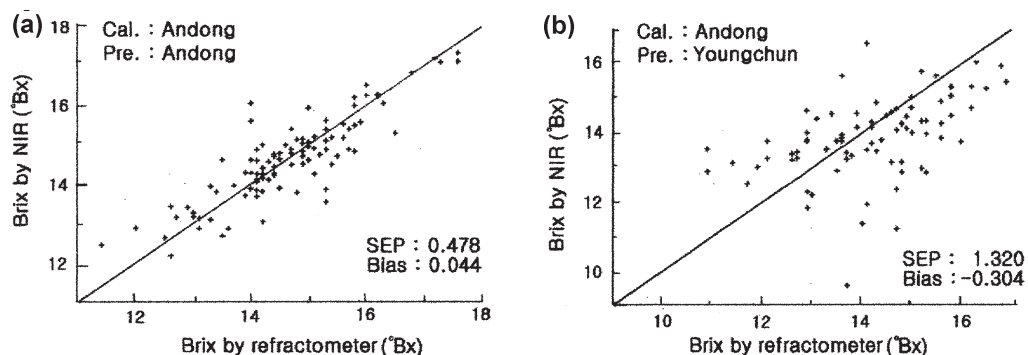 (a)
Cal. : Andong
Pre. : Andong
18
16
14
12
Brix by NIR (°Bx)
SEP : 0.478
Bias : 0.044
12
14
16
18
Brix by refractometer (°Bx)
(b)
Cal. : Andong
Pre. : Youngchun
16
14
12
10
Brix by NIR (°Bx)
SEP : 1.320
Bias : -0.304
10
12
14
16
Brix by refractometer (°Bx)